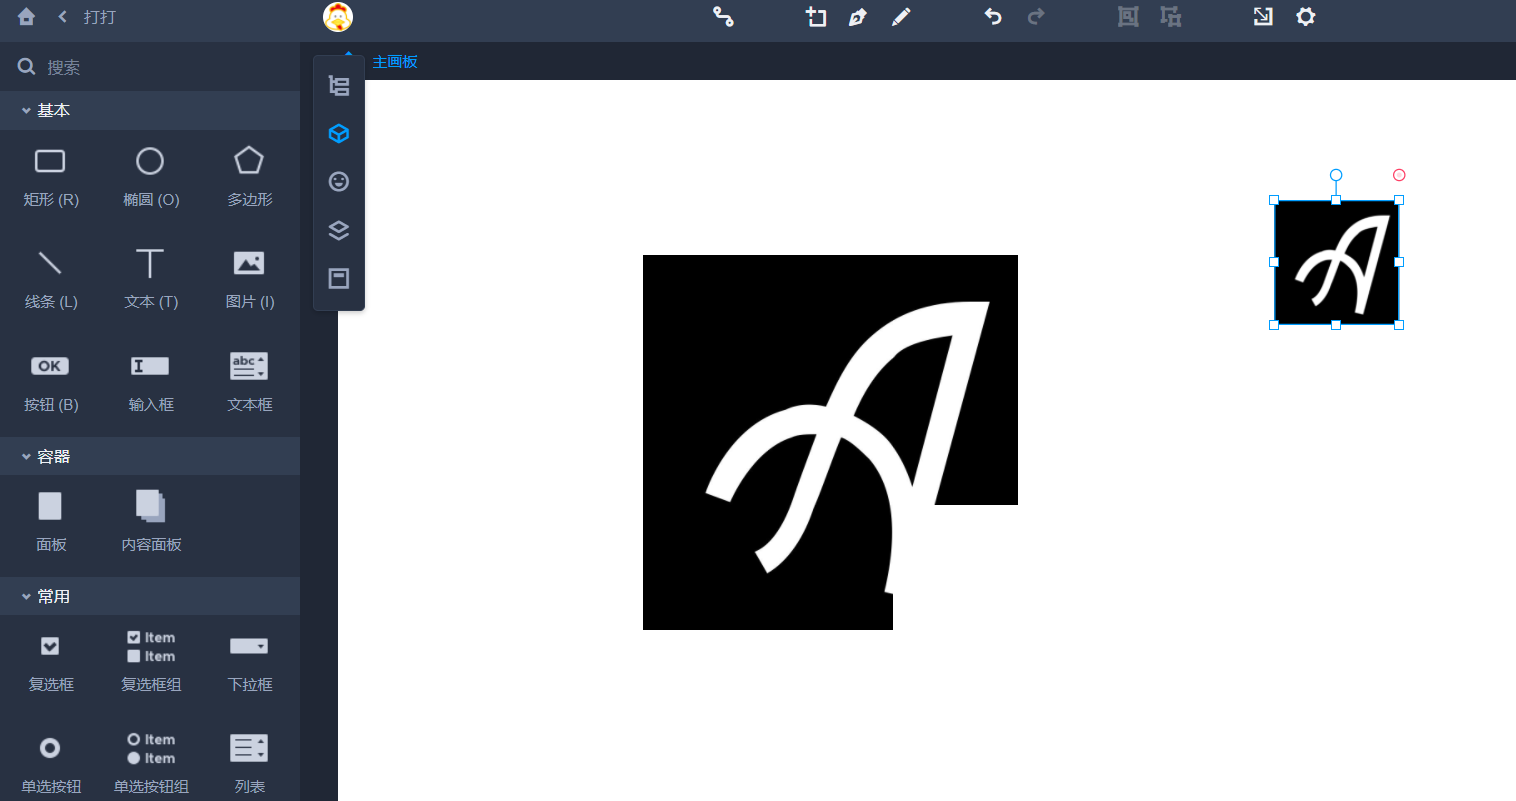 打打
主画板
搜索
基本
矩形 (R)
椭圆 (O)
多边形
线条 (L)
文本 (T)
图片 (I)
OK
I
abc
按钮 (B)
输入框
文本框
容器
面板
内容面板
常用
Item
Item
复选框
复选框组
下拉框
Item
Item
单选按钮
单选按钮组
列表
A
A